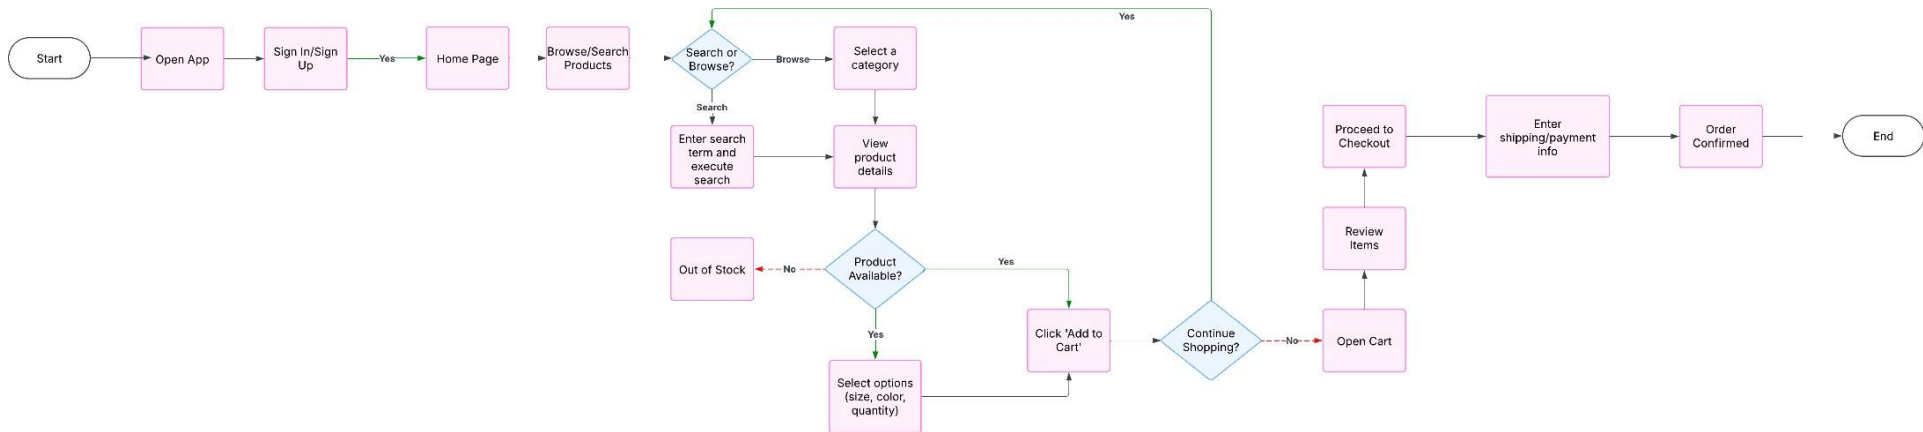 Start
Open App
Sign In/Sign
Up
Yes
Home Page
Browse/Search
Products
Search or
Browse?
Browse
Select a
category
Yes
Search
Enter search
term and
execute
search
View
product
details
Out of Stock
No
Product
Available?
Yes
Yes
Select options
(size, color,
quantity)
Click 'Add to
Cart'
Continue
Shopping?
No
Open Cart
Review
Items
Proceed to
Checkout
Enter
shipping/payment
info
Order
Confirmed
End